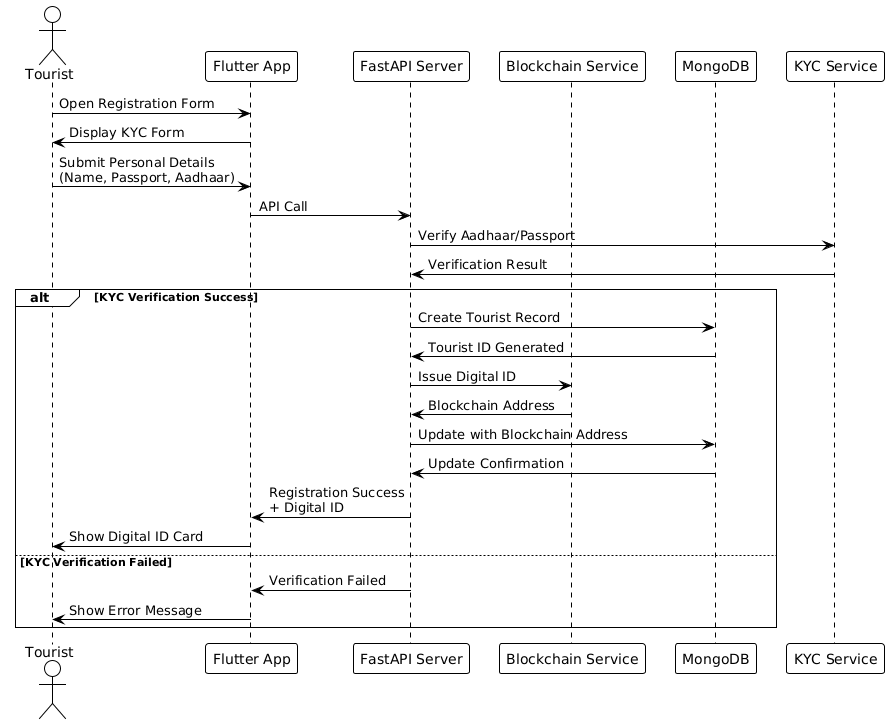 Tourist
Flutter App
FastAPI Server
Blockchain Service
MongoDB
KYC Service
Open Registration Form
Display KYC Form
Submit Personal Details
(Name, Passport, Aadhaar)
API Call
Verify Aadhaar/Passport
Verification Result
alt
[KYC Verification Success]
Create Tourist Record
Tourist ID Generated
Issue Digital ID
Blockchain Address
Update with Blockchain Address
Update Confirmation
Registration Success
+ Digital ID
Show Digital ID Card
[KYC Verification Failed]
Verification Failed
Show Error Message
Tourist
Flutter App
FastAPI Server
Blockchain Service
MongoDB
KYC Service